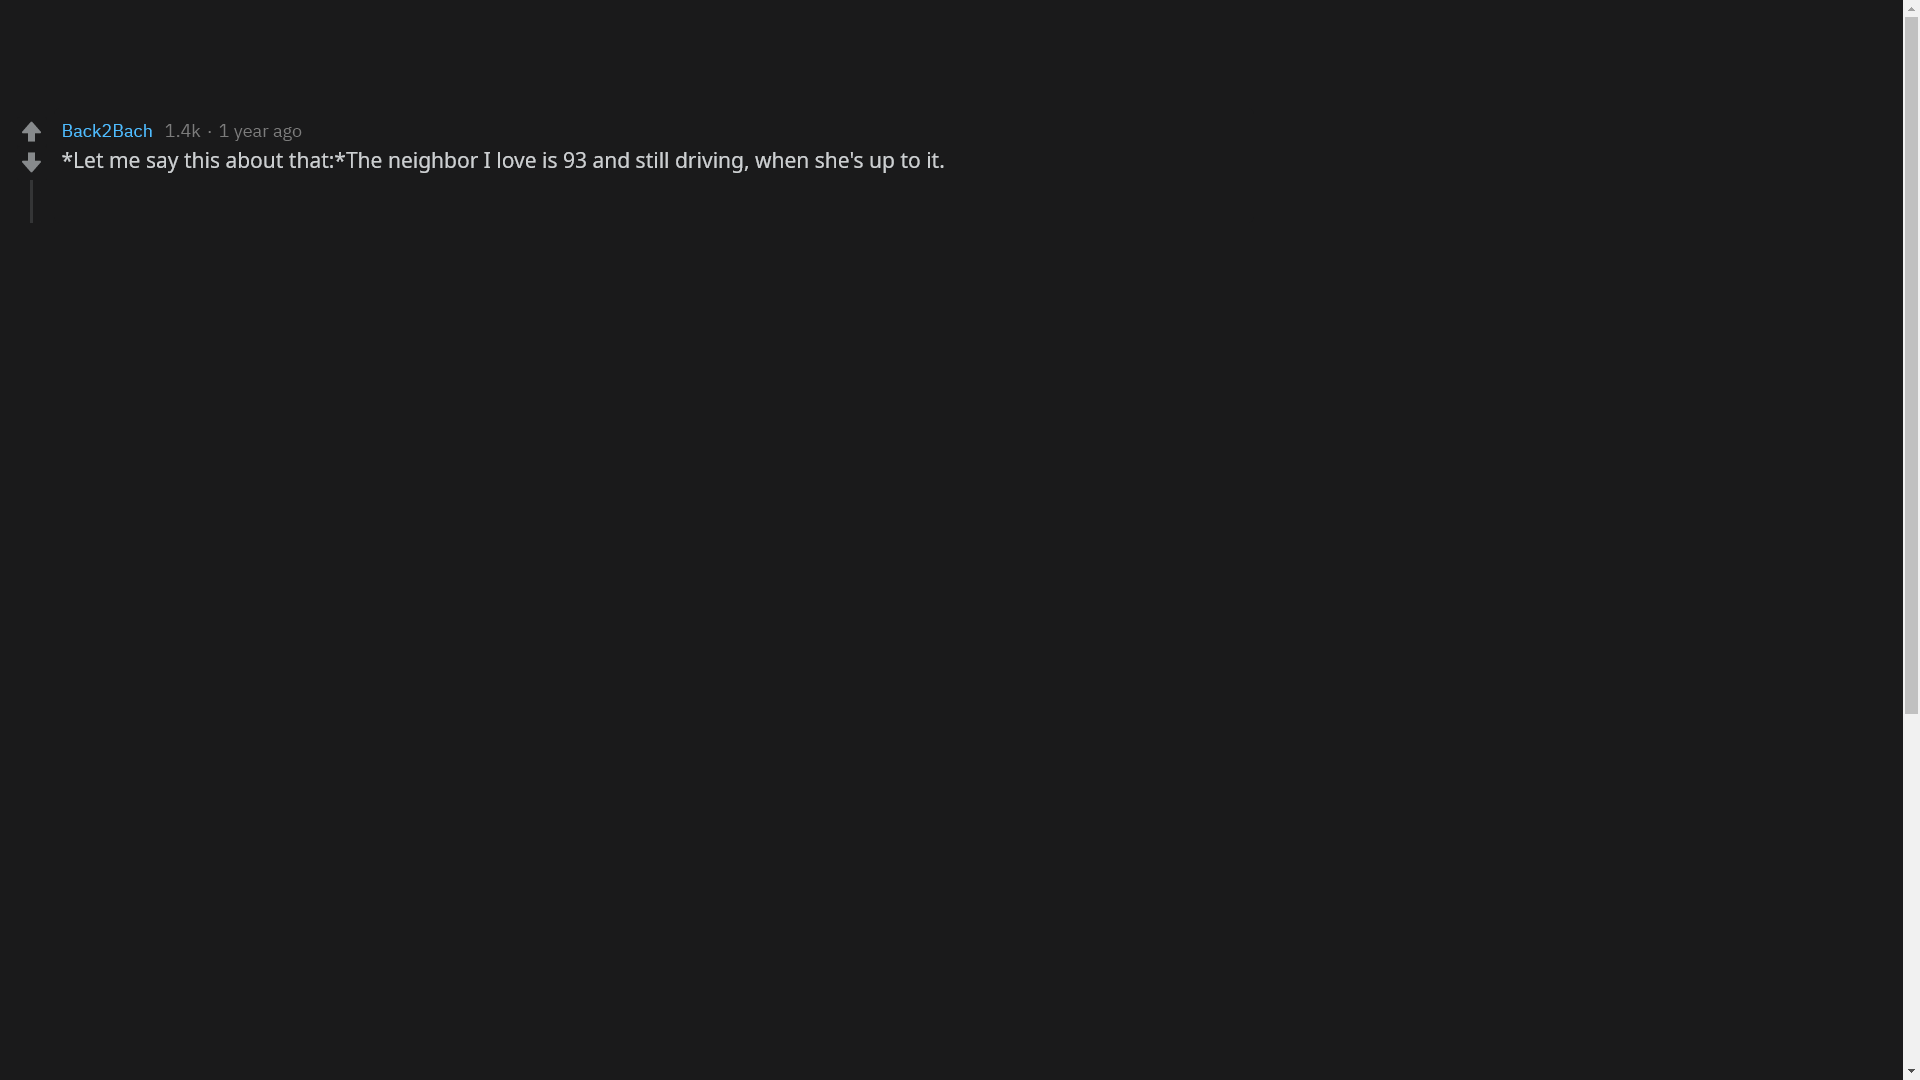 Back2Bach 1.4k · 1 year ago
*Let me say this about that:*The neighbor I love is 93 and still driving, when she's up to it.